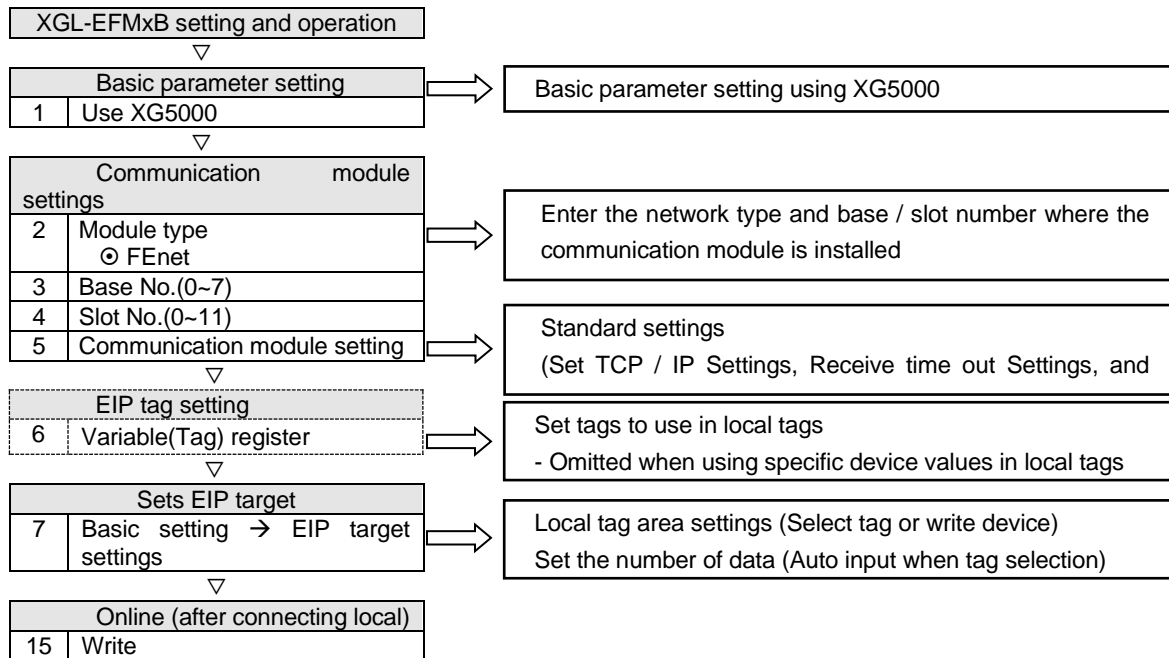 XGL-EFMxB setting and operation
▽
Basic parameter setting
1 Use XG5000
Basic parameter setting using XG5000
▽
Communication module
settings
2 Module type
⊙ FEnet
Enter the network type and base / slot number where the
communication module is installed
3 Base No.(0~7)
4 Slot No.(0~11)
5 Communication module setting
Standard settings
(Set TCP / IP Settings, Receive time out Settings, and
▽
EIP tag setting
6 Variable(Tag) register
Set tags to use in local tags
- Omitted when using specific device values in local tags
▽
Sets EIP target
7 Basic setting → EIP target
settings
Local tag area settings (Select tag or write device)
Set the number of data (Auto input when tag selection)
▽
Online (after connecting local)
15 Write